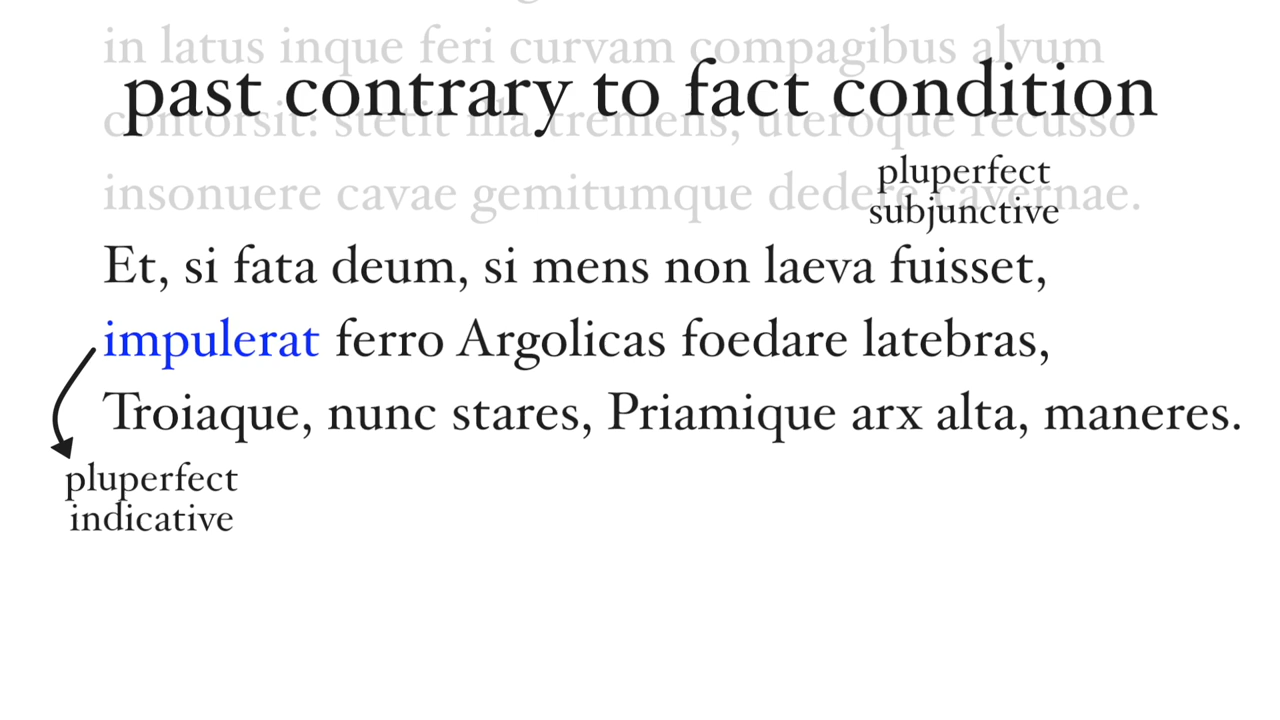 in latus inque feri curvam compagibus alvum
past contrary to fact condition
contorsit: stetit illa tremens, uteroque recusso
pluperfect
subjunctive
insonuere cavae gemitumque dedere cavernae.
Et, si fata deum, si mens non laeva fuisset,
impulerat ferro Argolicas foedare latebras,
Troiaque, nunc stares, Priamique arx alta, maneres.
pluperfect
indicative